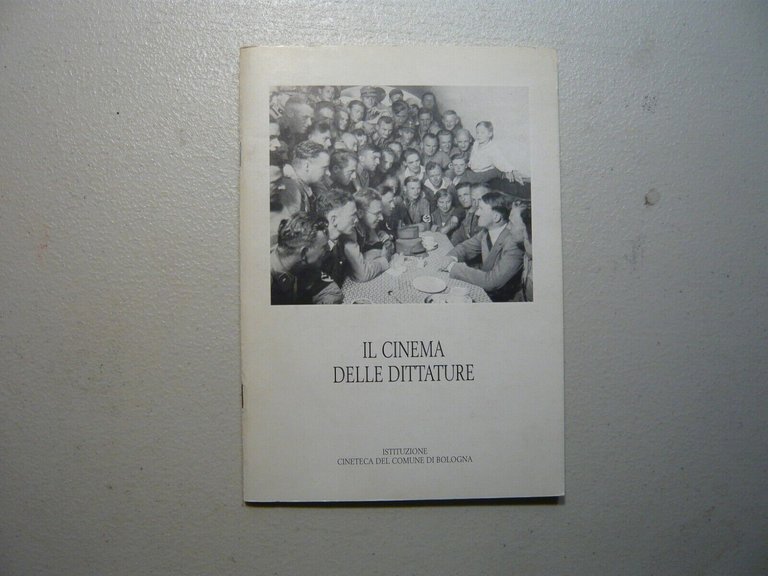 IL CINEMA
DELLE DITTATURE
ISTITUZIONE
CINETECA DEL COMUNE DI BOLOGNA